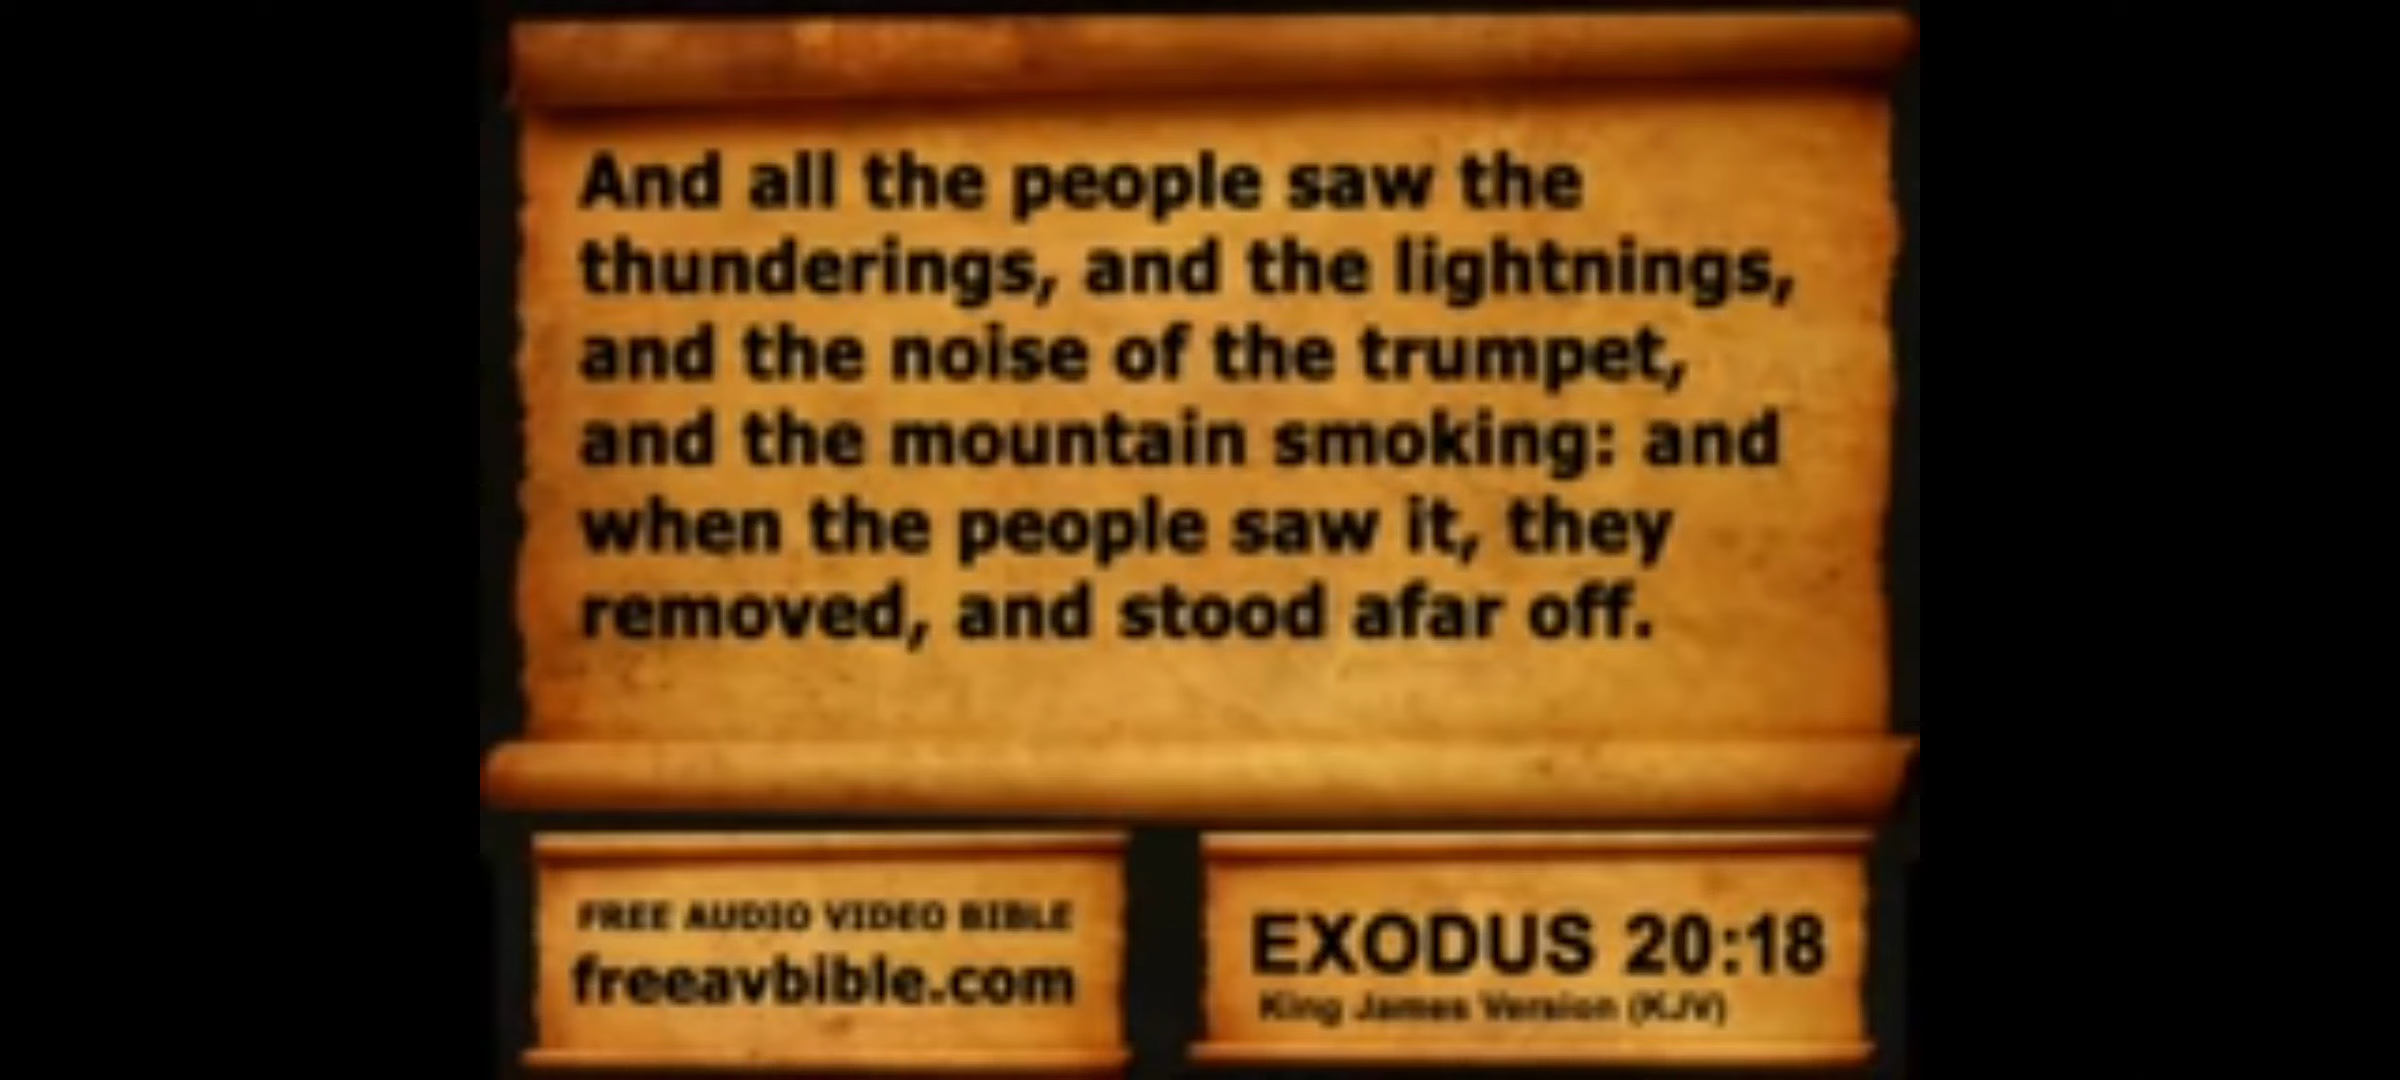 And all the people saw the
thunderings, and the lightnings,
and the noise of the trumpet,
and the mountain smoking: and
when the people saw it, they
removed, and stood afar off.
FREE AUDIO VIDEO BIBLE
freeavbible.com
EXODUS 20:18
King James Version (KJV)